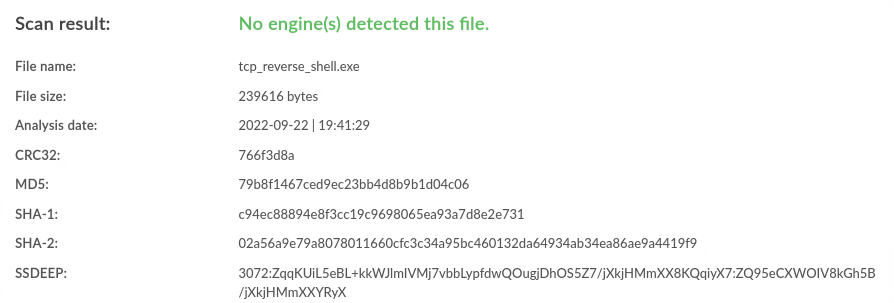 Scan result: No engine(s) detected this file.
File name: tcp_reverse_shell.exe
File size: 239616 bytes
Analysis date: 2022-09-22 | 19:41:29
CRC32: 766f3d8a
MD5: 79b8f1467ced9ec23bb4d8b9b1d04c06
SHA-1: c94ec88894e8f3cc19c9698065ea93a7d8e2e731
SHA-2: 02a56a9e79a8078011660cfc3c34a95bc460132da64934ab34ea86ae9a4419f9
SSDEEP: 3072:ZqqKUiL5eBL+kkWJlmIVMj7vbbLypfdwQOugjDhOS5Z7/jXkjHMmXX8KQqiyX7:ZQ95eCXWOIV8kGh5B
/jXkjHMmXXYRyX